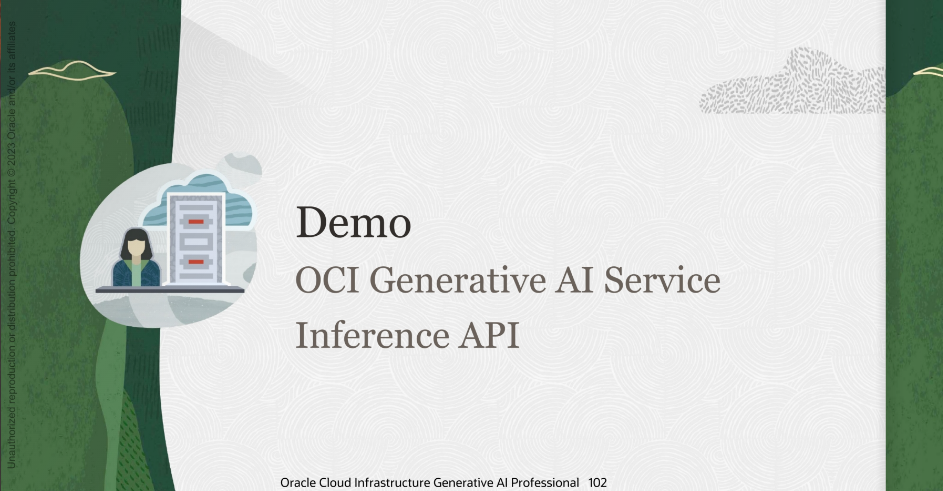 Unauthorized reproduction or distribution prohibited. Copyright © 2023, Oracle and/or its affiliates
Demo
OCI Generative AI Service
Inference API
Oracle Cloud Infrastructure Generative AI Professional 102